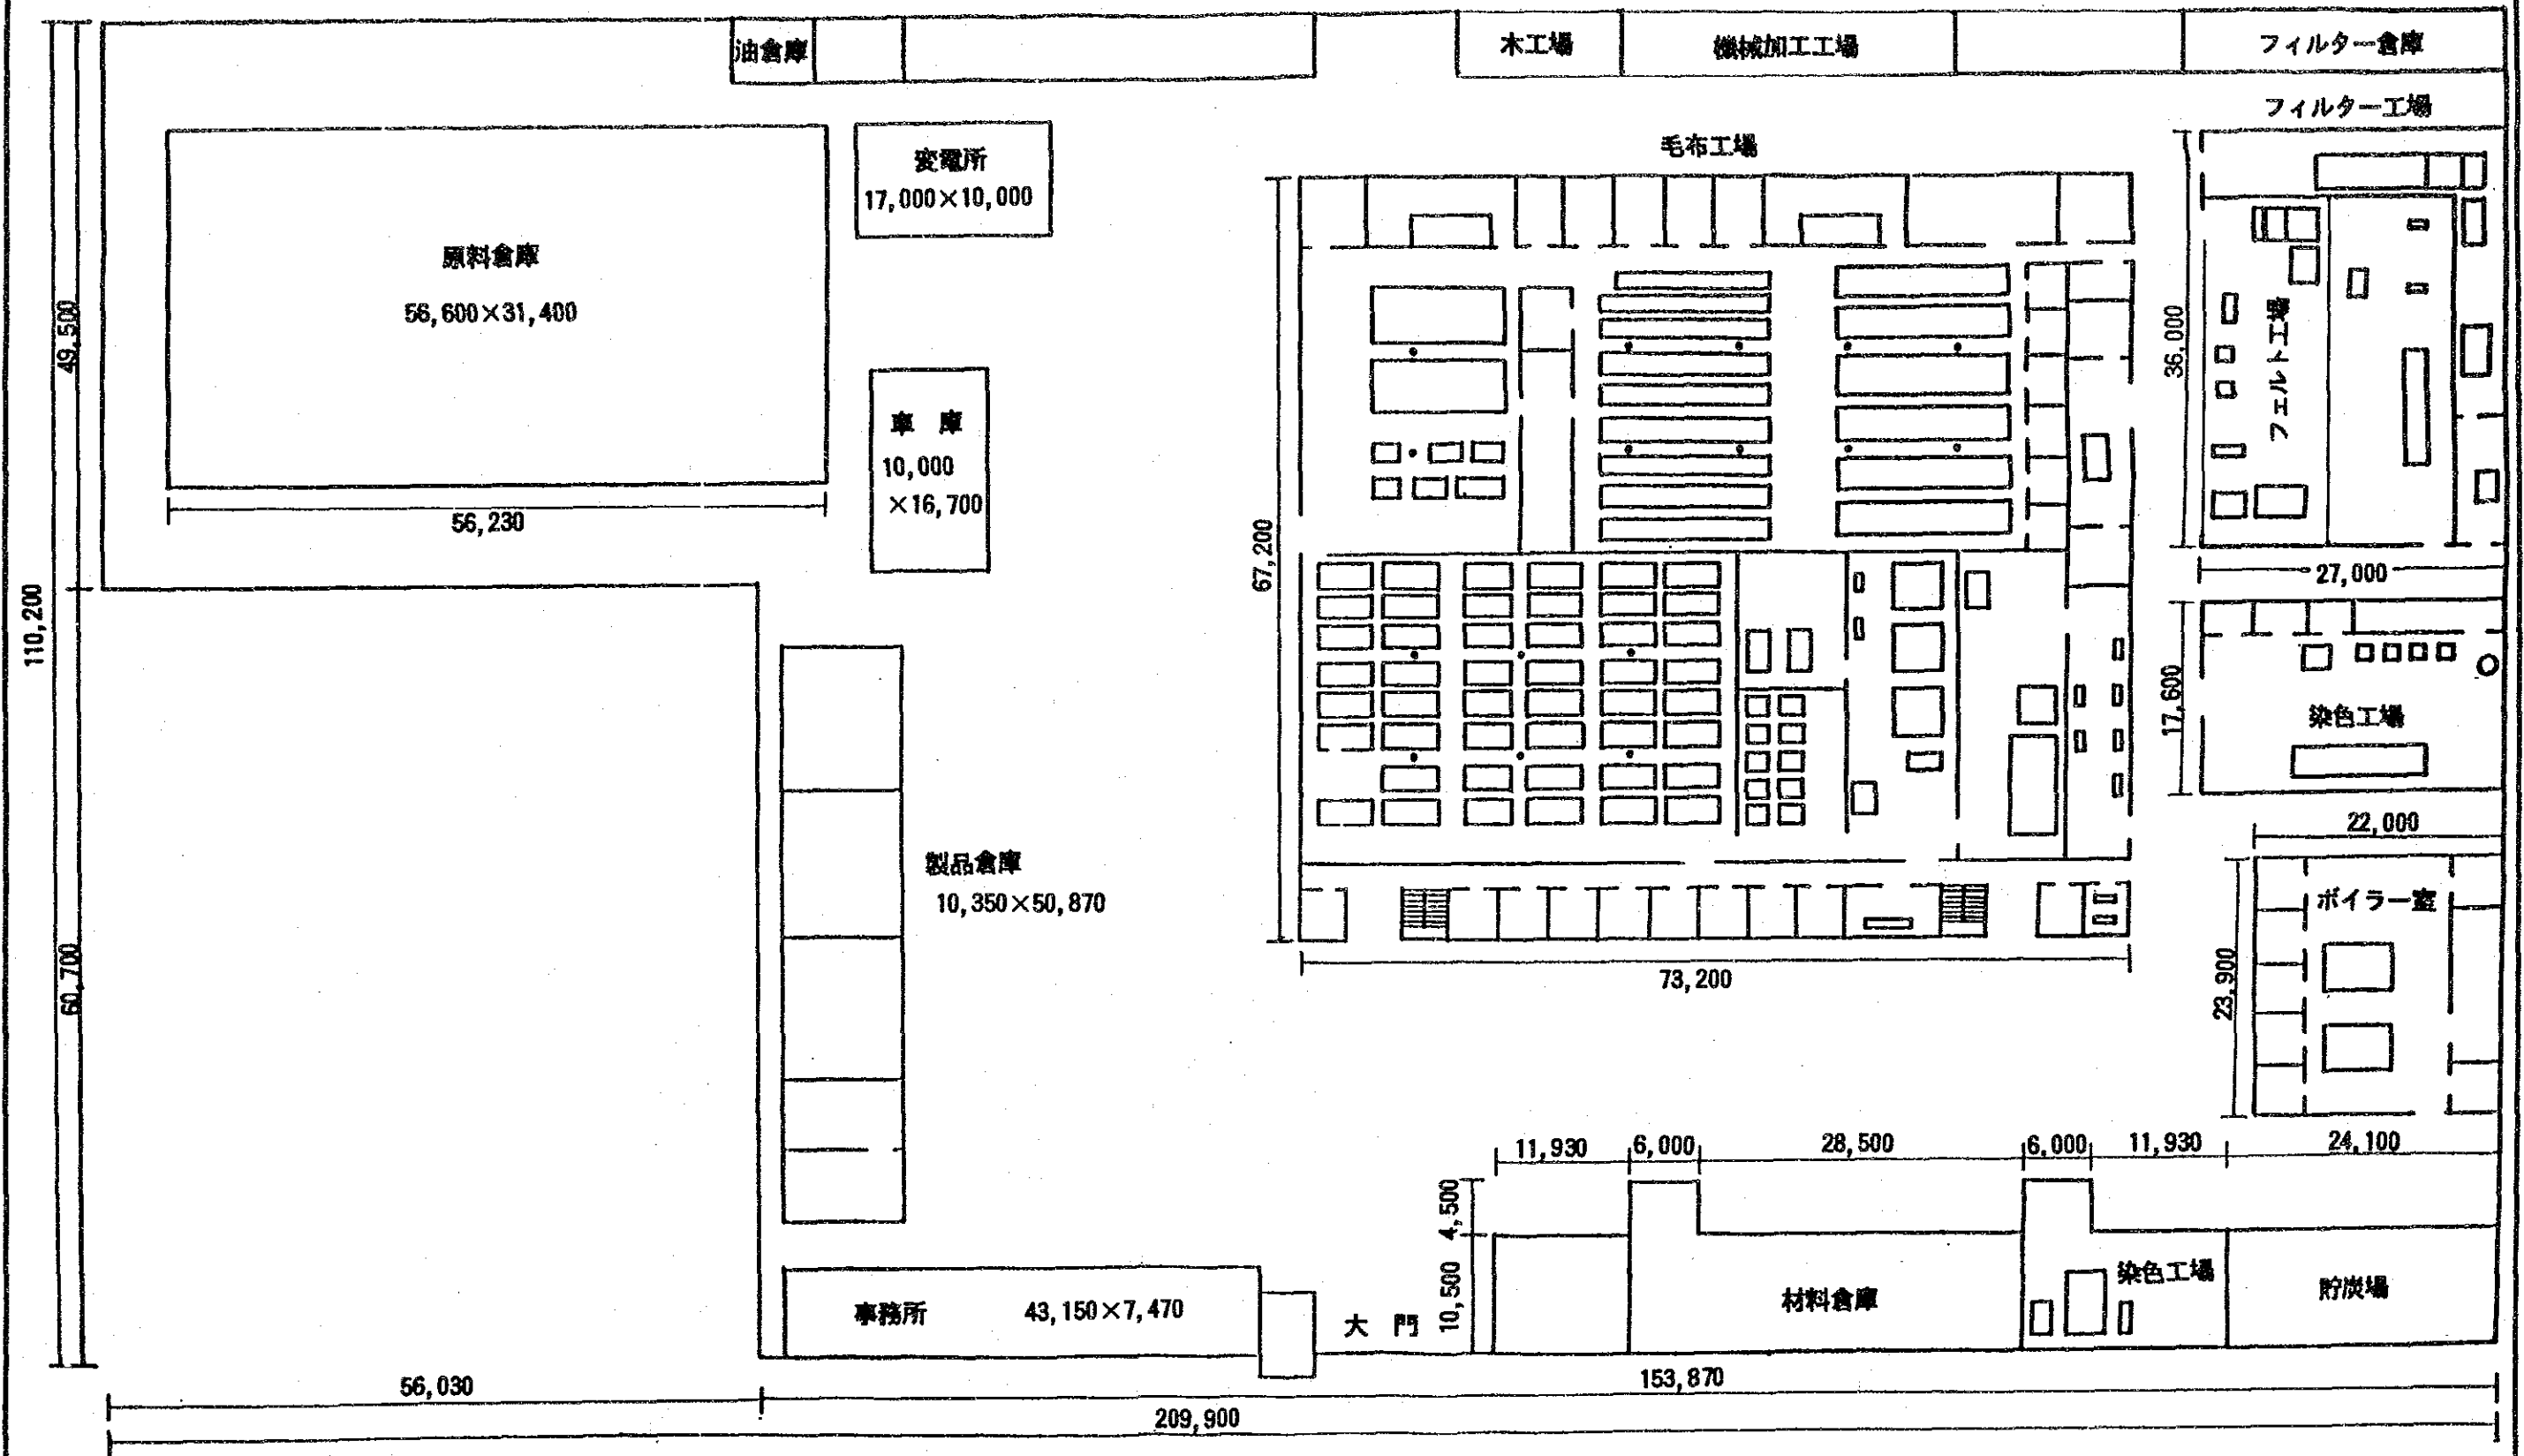 油倉庫
木工場
機械加工工場
フィルター倉庫
フィルター工場
毛布工場
変電所
17,000×10,000
原料倉庫
56,600×31,400
56,230
車 庫
10,000
×16,700
49,500
110,200
60,700
67,200
73,200
フェルト工場
36,000
27,000
17,600
染色工場
22,000
ボイラー室
23,900
製品倉庫
10,350×50,870
11,930
6,000
28,500
6,000
11,930
24,100
4,500
10,500
事務所 43,150×7,470
大 門
材料倉庫
染色工場
貯炭場
56,030
153,870
209,900